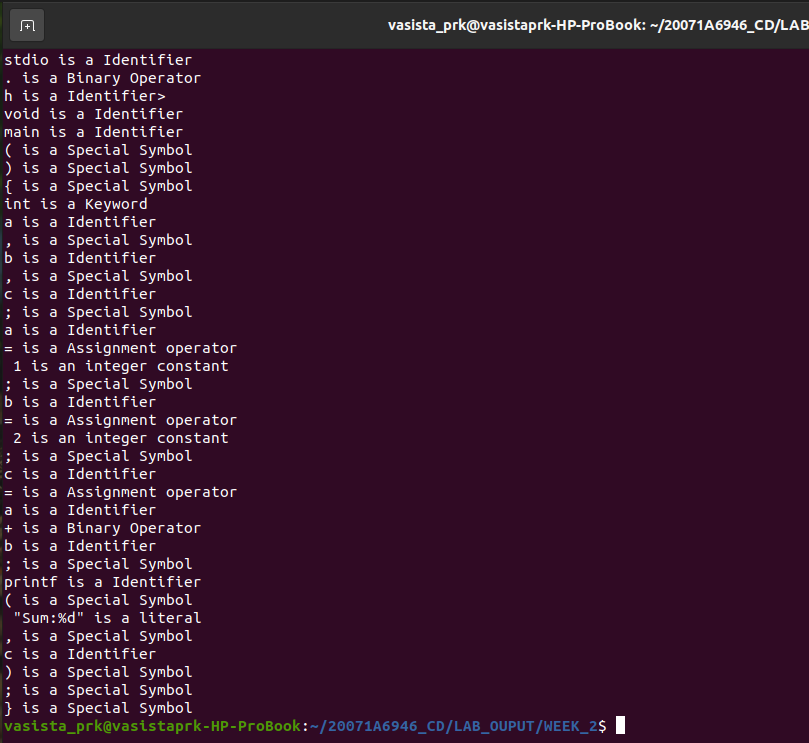 vasista_prk@vasistaprk-HP-ProBook: ~/20071A6946_CD/LAB
stdio is a Identifier
. is a Binary Operator
h is a Identifier>
void is a Identifier
main is a Identifier
( is a Special Symbol
) is a Special Symbol
{ is a Special Symbol
int is a Keyword
a is a Identifier
, is a Special Symbol
b is a Identifier
, is a Special Symbol
c is a Identifier
; is a Special Symbol
a is a Identifier
= is a Assignment operator
 1 is an integer constant
; is a Special Symbol
b is a Identifier
= is a Assignment operator
 2 is an integer constant
; is a Special Symbol
c is a Identifier
= is a Assignment operator
a is a Identifier
+ is a Binary Operator
b is a Identifier
; is a Special Symbol
printf is a Identifier
( is a Special Symbol
 "Sum:%d" is a literal
, is a Special Symbol
c is a Identifier
) is a Special Symbol
; is a Special Symbol
} is a Special Symbol
vasista_prk@vasistaprk-HP-ProBook:~/20071A6946_CD/LAB_OUPUT/WEEK_2$